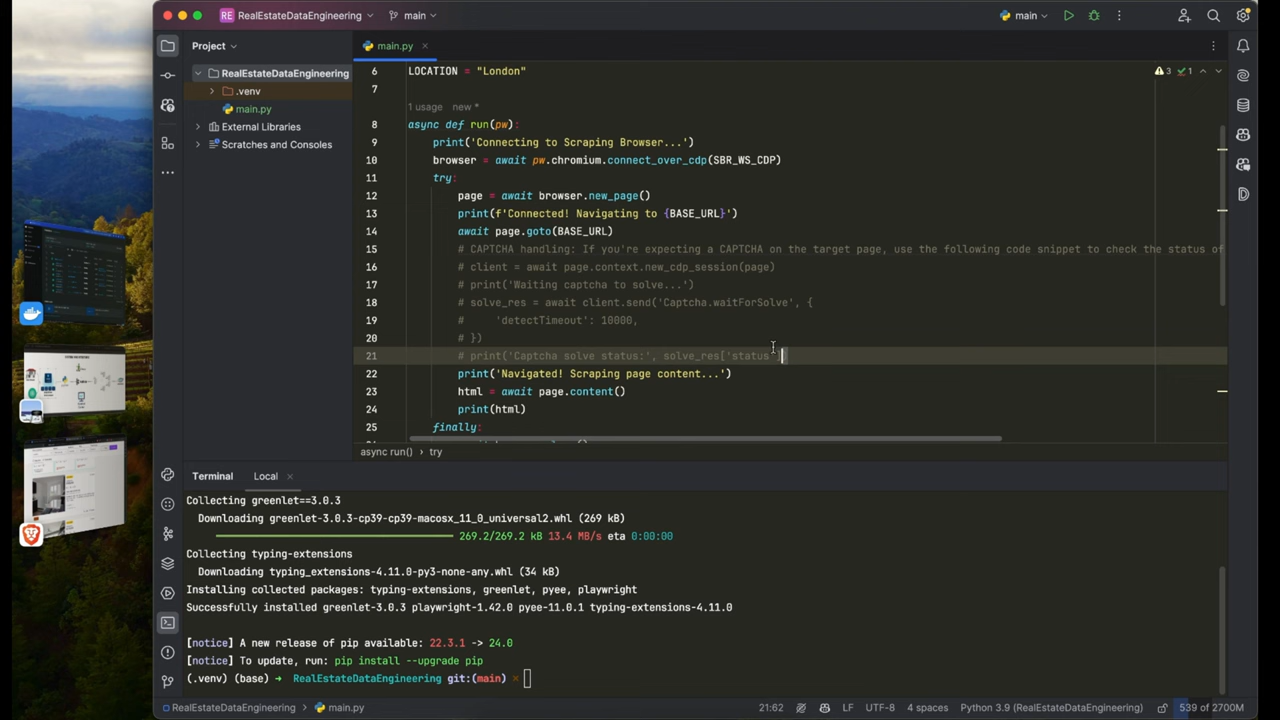 RE RealEstateDataEngineering main main
Project main.py
RealEstateDataEngineering
.venv
main.py
External Libraries
Scratches and Consoles
6 LOCATION = "London" 3 1
7
1 usage new *
8 async def run(pw):
9 print('Connecting to Scraping Browser...')
10 browser = await pw.chromium.connect_over_cdp(SBR_WS_CDP)
11 try:
12 page = await browser.new_page()
13 print(f'Connected! Navigating to {BASE_URL}')
14 await page.goto(BASE_URL)
15 # CAPTCHA handling: If you're expecting a CAPTCHA on the target page, use the following code snippet to check the status of
16 # client = await page.context.new_cdp_session(page)
17 # print('Waiting captcha to solve...')
18 # solve_res = await client.send('Captcha.waitForSolve', {
19 # 'detectTimeout': 10000,
20 # })
21 # print('Captcha solve status:', solve_res['status'
22 print('Navigated! Scraping page content...')
23 html = await page.content()
24 print(html)
25 finally:
async run() › try
Terminal Local
Collecting greenlet==3.0.3
Downloading greenlet-3.0.3-cp39-cp39-macosx_11_0_universal2.whl (269 kB)
269.2/269.2 kB 13.4 MB/s eta 0:00:00
Collecting typing-extensions
Downloading typing_extensions-4.11.0-py3-none-any.whl (34 kB)
Installing collected packages: typing-extensions, greenlet, pyee, playwright
Successfully installed greenlet-3.0.3 playwright-1.42.0 pyee-11.0.1 typing-extensions-4.11.0
[notice] A new release of pip available: 22.3.1 -> 24.0
[notice] To update, run: pip install --upgrade pip
(.venv) (base) → RealEstateDataEngineering git:(main) ×
RealEstateDataEngineering › main.py 21:62 LF UTF-8 4 spaces Python 3.9 (RealEstateDataEngineering) 539 of 2700M